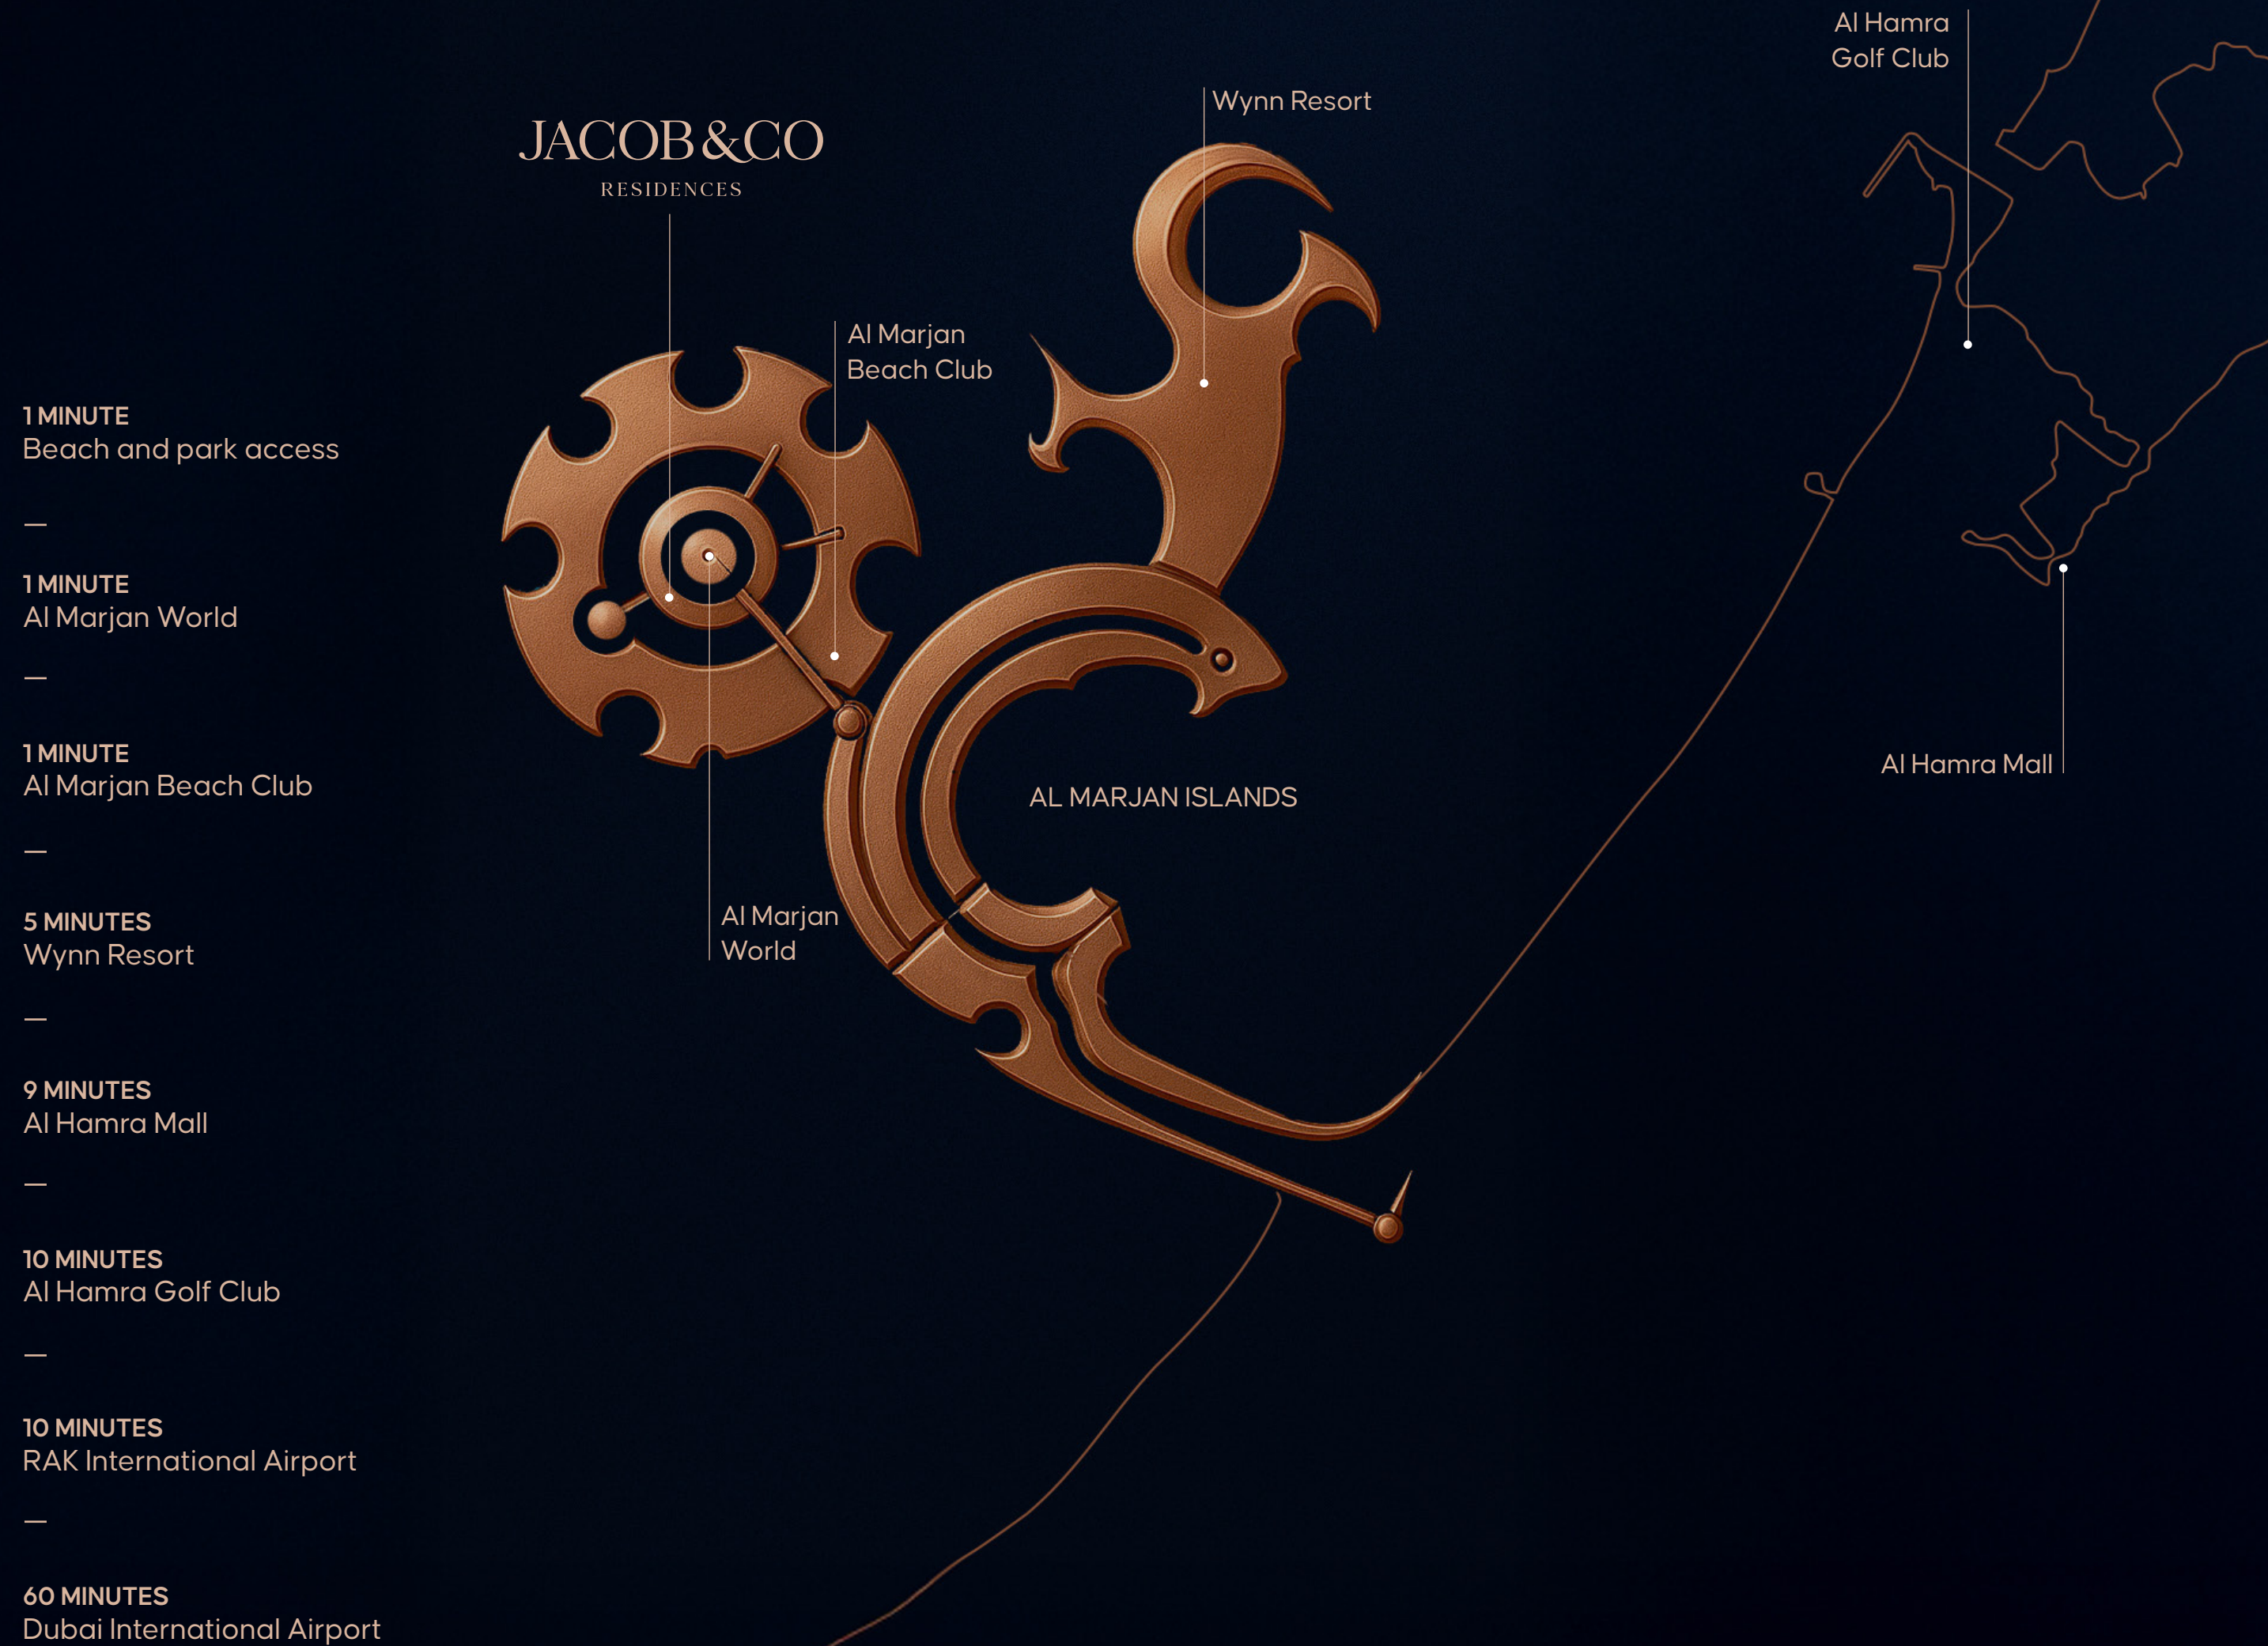 Al Hamra
Golf Club
Wynn Resort
JACOB & CO
RESIDENCES
Al Marjan
Beach Club
1 MINUTE
Beach and park access
—
1 MINUTE
Al Marjan World
—
1 MINUTE
Al Marjan Beach Club
—
5 MINUTES
Wynn Resort
—
9 MINUTES
Al Hamra Mall
—
10 MINUTES
Al Hamra Golf Club
—
10 MINUTES
RAK International Airport
—
60 MINUTES
Dubai International Airport
Al Hamra Mall
AL MARJAN ISLANDS
Al Marjan
World